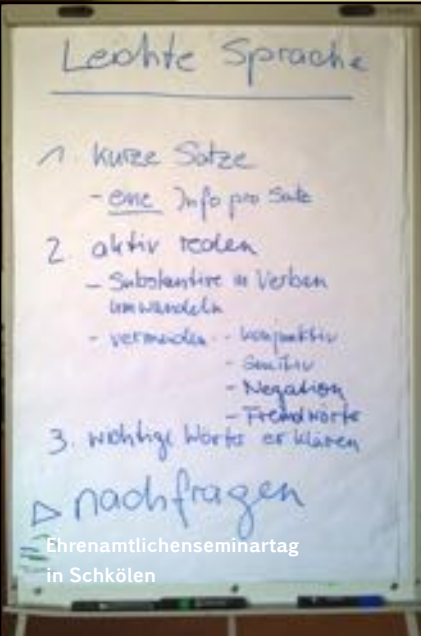 Leichte Sprache
1. kurze Sätze
- eine Info pro Satz
2. aktiv reden
- Substantive in Verben
umwandeln
- vermeiden - Konjunktiv
- Genitiv
- Negation
- Fremdworte
3. wichtige Worte erklären
▷ nachfragen
Ehrenamtlichenseminartag
in Schkölen